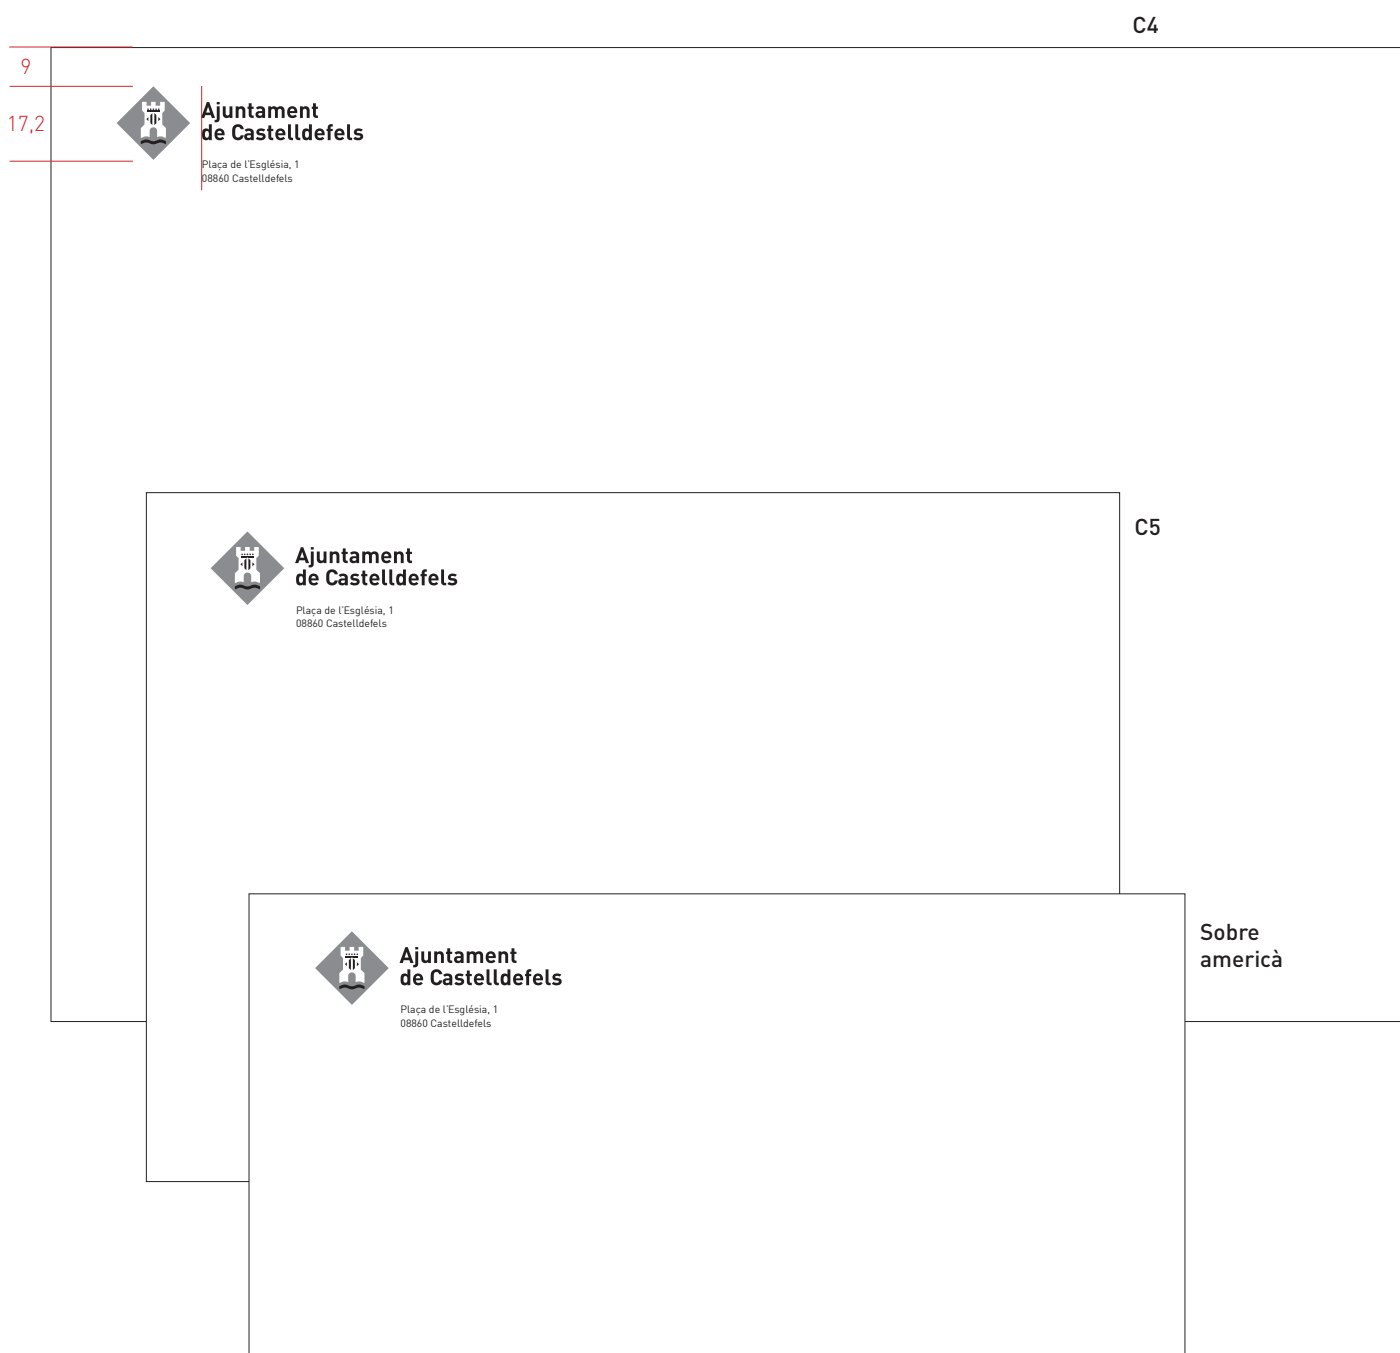 C4
9
17,2
Ajuntament
de Castelldefels
Plaça de l'Església, 1
08860 Castelldefels
C5
Ajuntament
de Castelldefels
Plaça de l'Església, 1
08860 Castelldefels
Sobre
americà
Ajuntament
de Castelldefels
Plaça de l'Església, 1
08860 Castelldefels